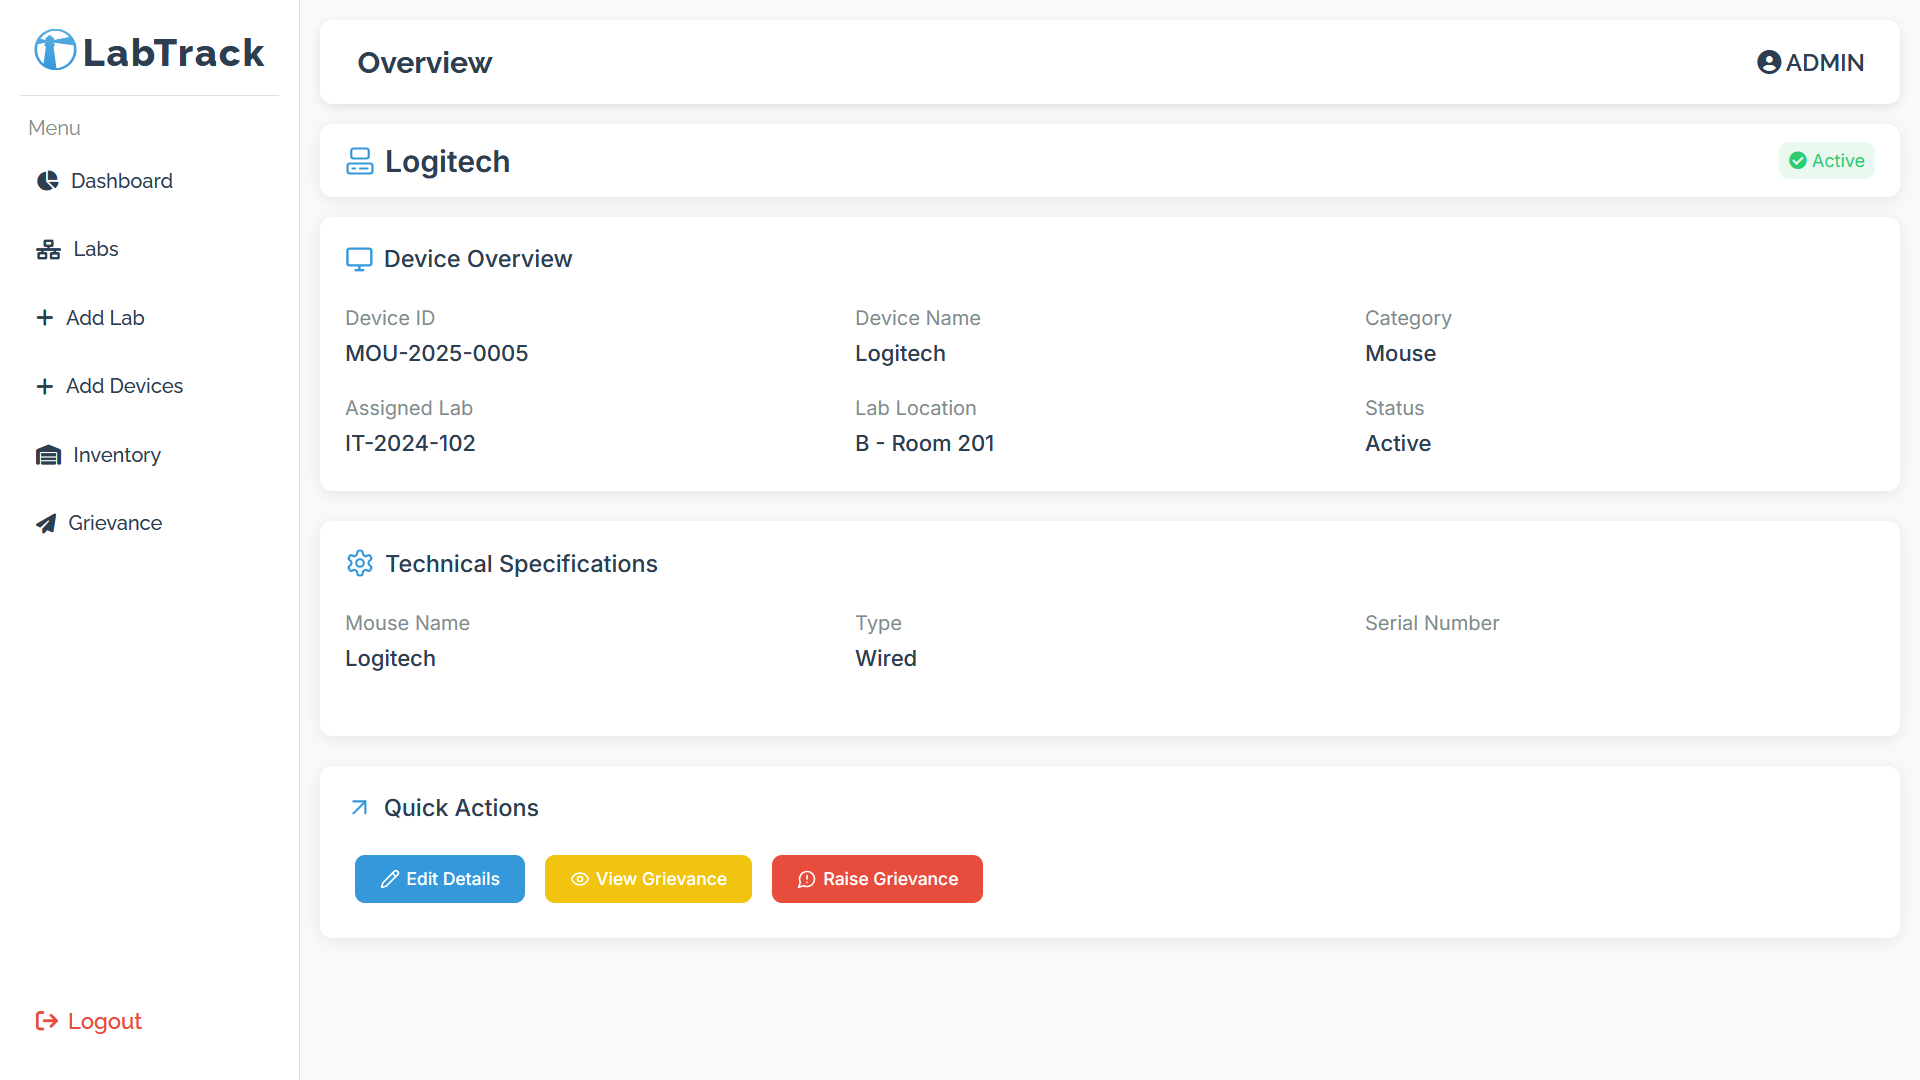 LabTrack
Menu
Dashboard
Labs
Add Lab
Add Devices
Inventory
Grievance
Logout
Overview
ADMIN
Logitech
Active
Device Overview
Device ID
MOU-2025-0005
Device Name
Logitech
Category
Mouse
Assigned Lab
IT-2024-102
Lab Location
B - Room 201
Status
Active
Technical Specifications
Mouse Name
Logitech
Type
Wired
Serial Number
Quick Actions
Edit Details
View Grievance
Raise Grievance